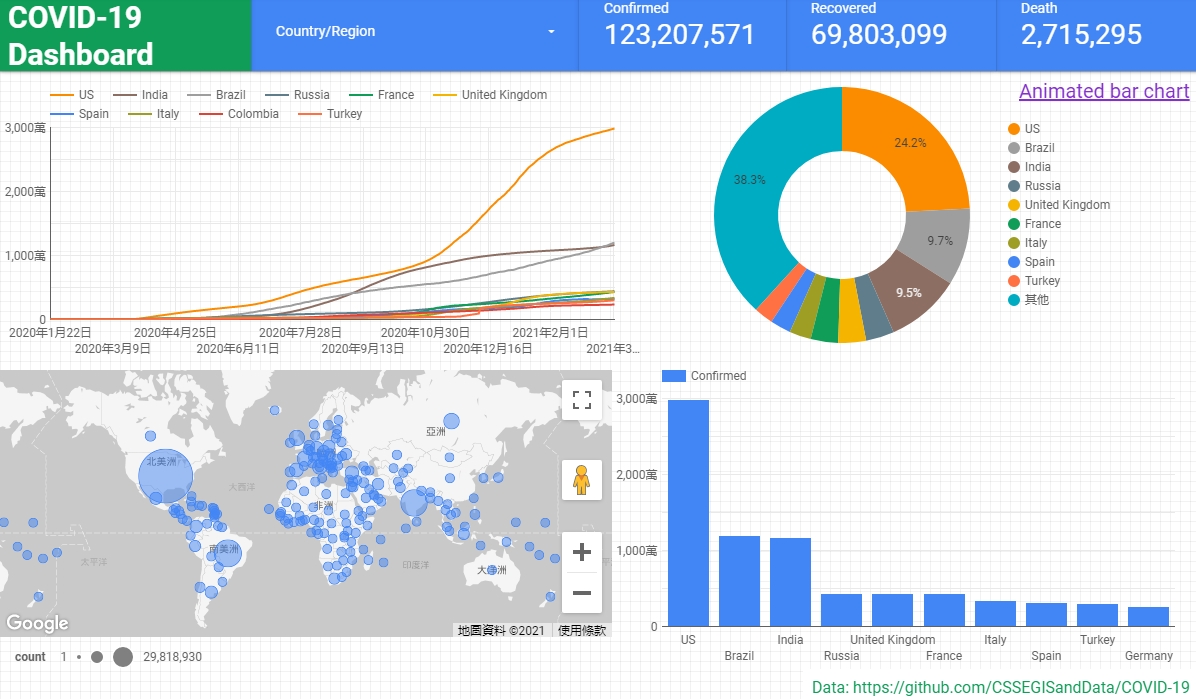 COVID-19
Dashboard
Country/Region
Confirmed
123,207,571
Recovered
69,803,099
Death
2,715,295
US India Brazil Russia France United Kingdom
Spain Italy Colombia Turkey
3,000萬
2,000萬
1,000萬
0
2020年1月22日 2020年4月25日 2020年7月28日 2020年10月30日 2021年2月1日
2020年3月9日 2020年6月11日 2020年9月13日 2020年12月16日 2021年3...
Animated bar chart
24.2%
9.7%
9.5%
38.3%
US
Brazil
India
Russia
United Kingdom
France
Italy
Spain
Turkey
其他
亞洲
北美洲
大西洋
非洲
南美洲
太平洋
印度洋
大洋洲
Google
地圖資料 ©2021 使用條款
count 1 29,818,930
Confirmed
3,000萬
2,000萬
1,000萬
0
US India United Kingdom Italy Turkey
Brazil Russia France Spain Germany
Data: https://github.com/CSSEGISandData/COVID-19